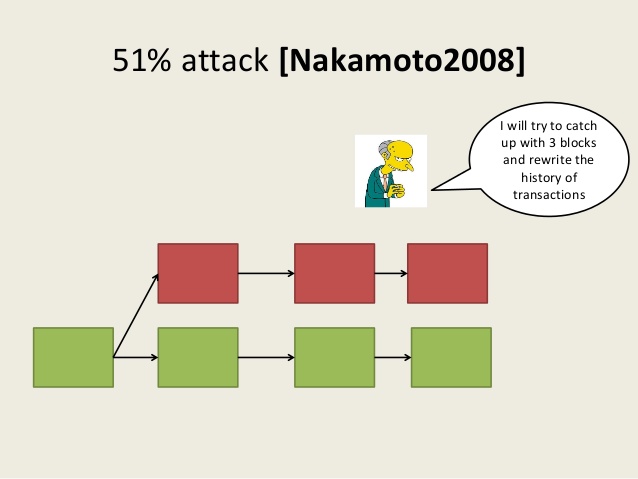 51% attack [Nakamoto2008]
I will try to catch
up with 3 blocks
and rewrite the
history of
transactions